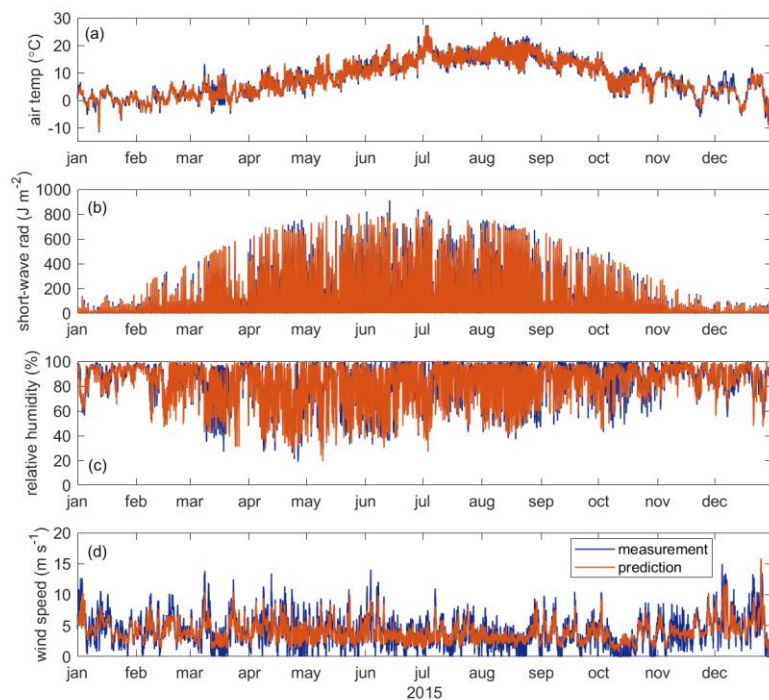 (a)
air temp (°C)
30
20
10
0
-10
jan feb mar apr may jun jul aug sep oct nov dec
(b)
short-wave rad (J m⁻²)
1000
800
600
400
200
0
jan feb mar apr may jun jul aug sep oct nov dec
relative humidity (%)
100
80
60
40
20
0
(c)
jan feb mar apr may jun jul aug sep oct nov dec
(d)
wind speed (m s⁻¹)
20
15
10
5
0
measurement
prediction
jan feb mar apr may jun jul aug sep oct nov dec
2015